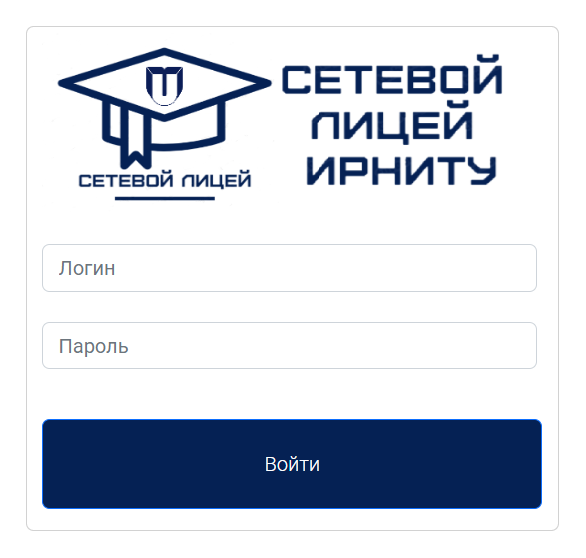 СЕТЕВОЙ ЛИЦЕЙ
СЕТЕВОЙ
ЛИЦЕЙ
ИРНИТУ
Логин
Пароль
Войти